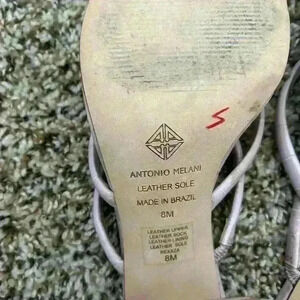 S
ANTONIO MELANI
LEATHER SOLE
MADE IN BRAZIL
8M
LEATHER UPPER
LEATHER SOCK
LEATHER LINING
LEATHER SOLE
8M